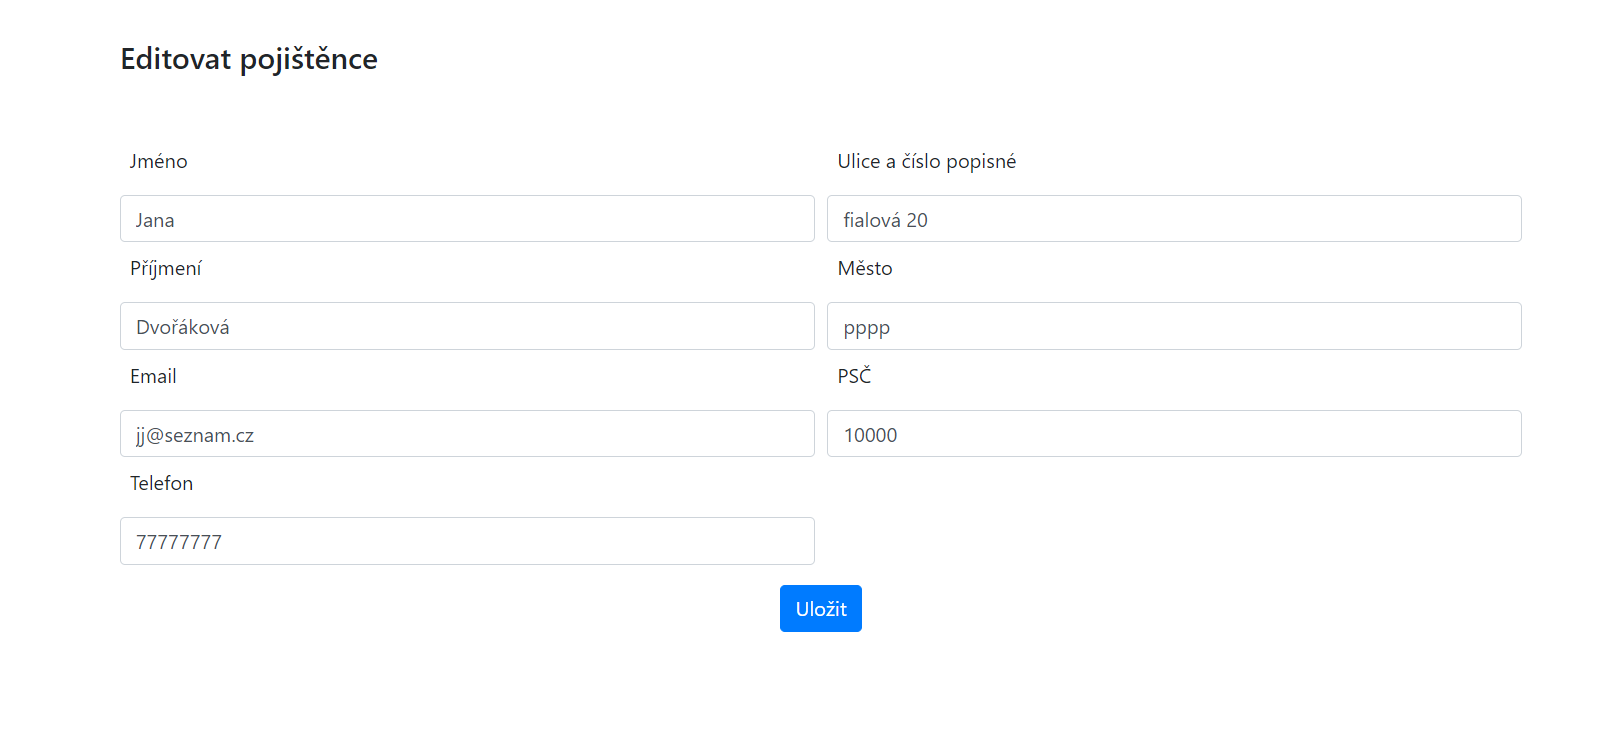 Editovat pojištěnce
Jméno
Ulice a číslo popisné
Jana
fialová 20
Příjmení
Město
Dvořáková
pppp
Email
PSČ
jj@seznam.cz
10000
Telefon
77777777
Uložit